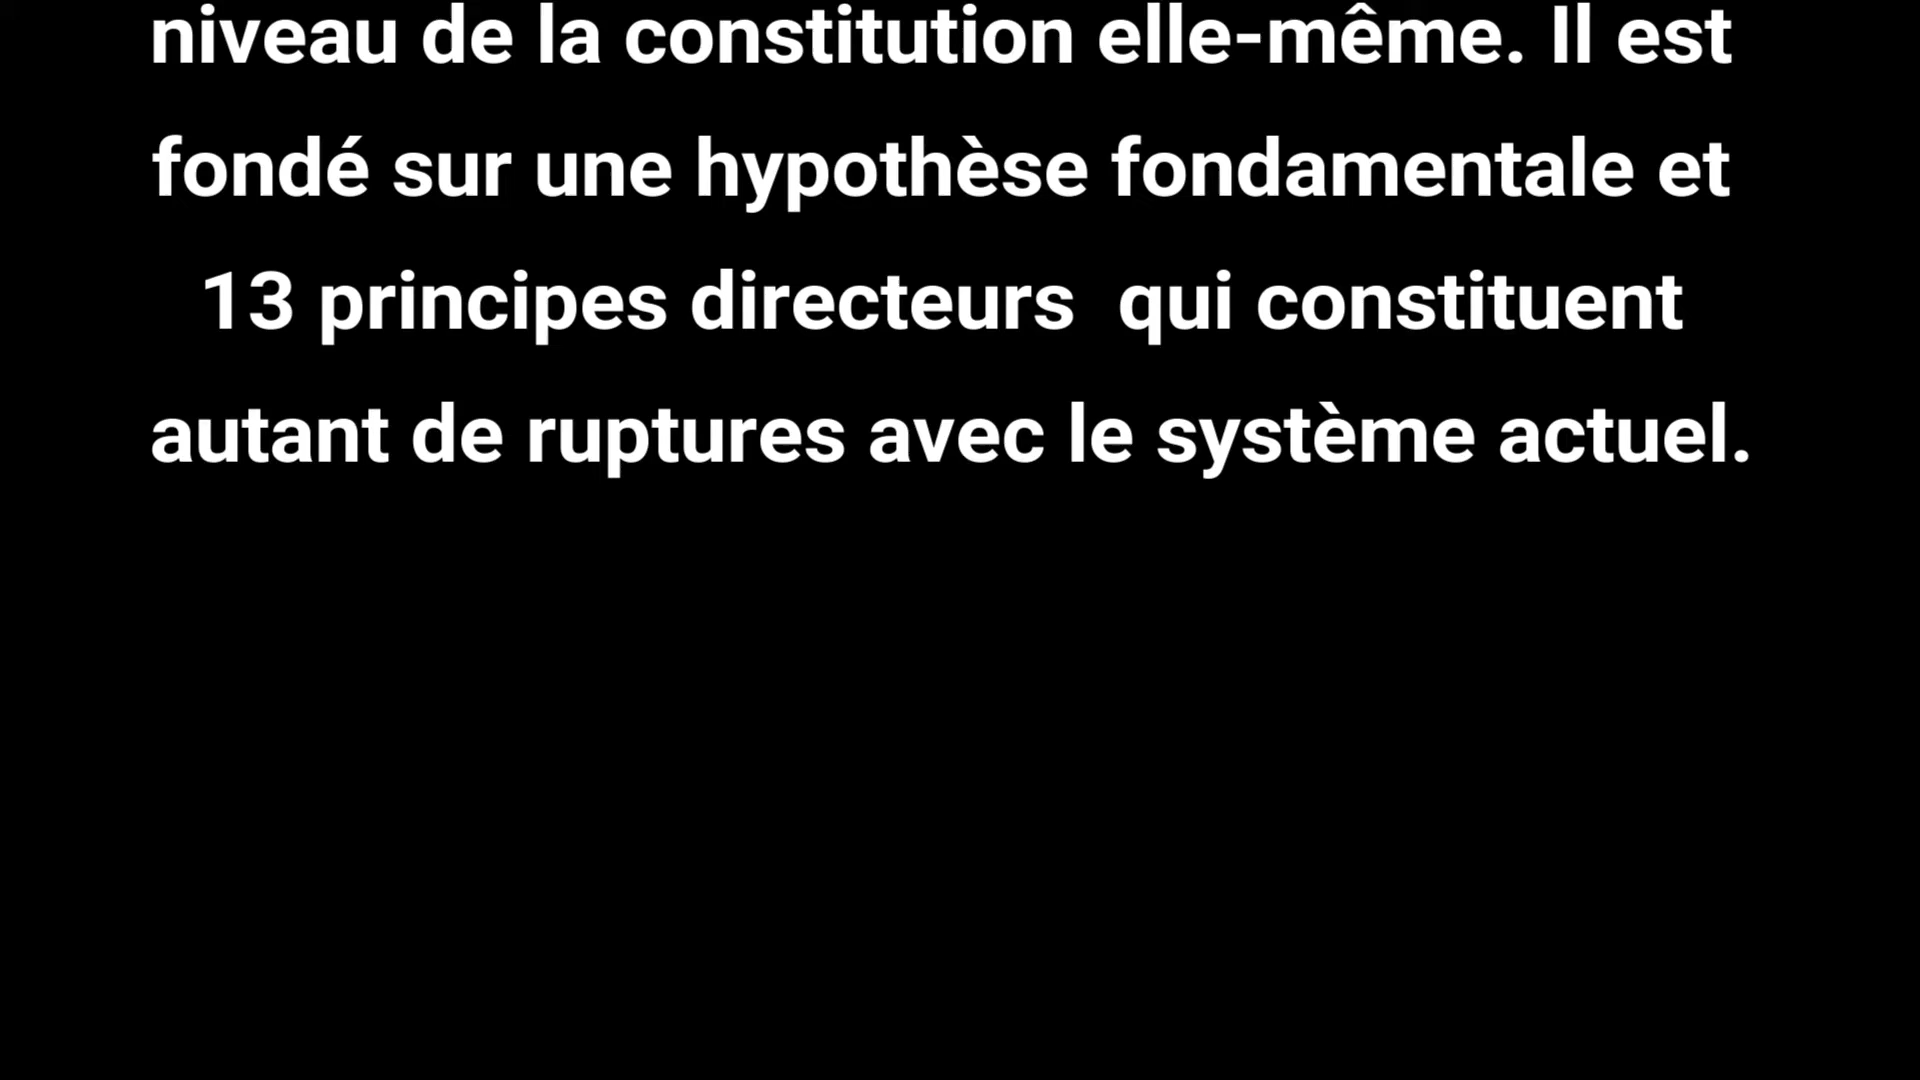 niveau de la constitution elle-même. Il est
fondé sur une hypothèse fondamentale et
13 principes directeurs  qui constituent
autant de ruptures avec le système actuel.